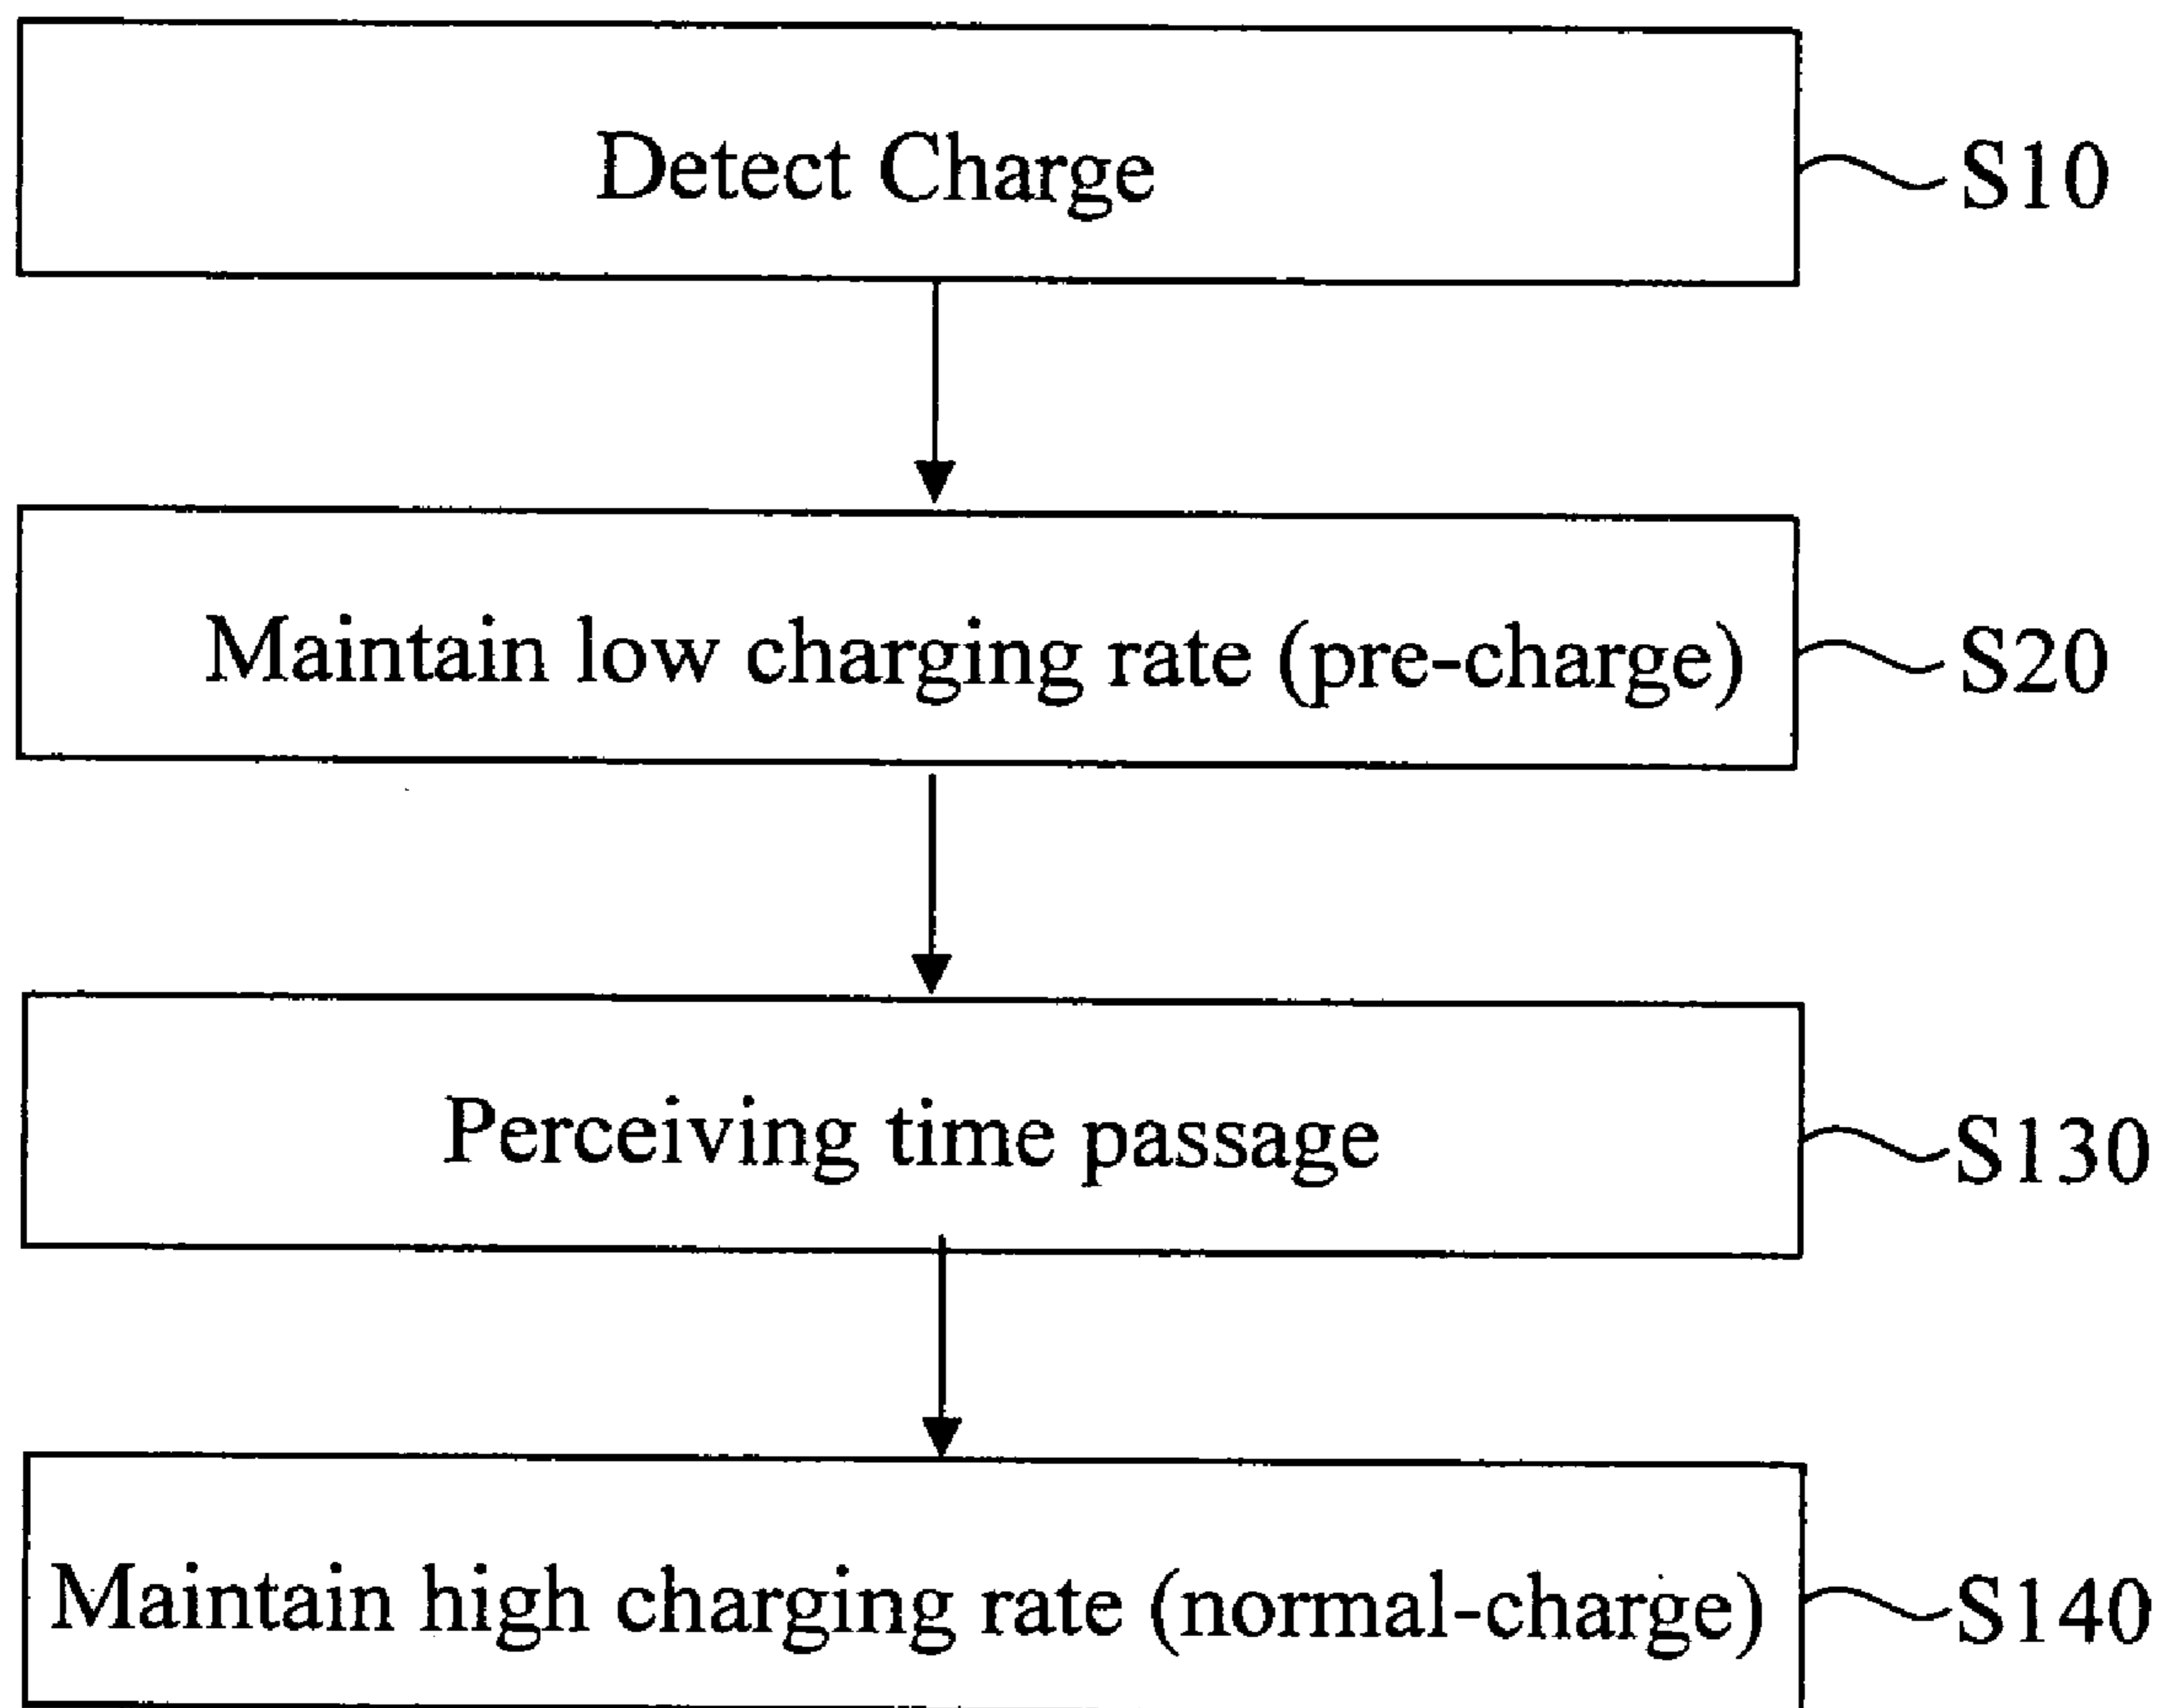 Detect Charge S10
Maintain low charging rate (pre-charge) S20
Perceiving time passage S130
Maintain high charging rate (normal-charge) S140